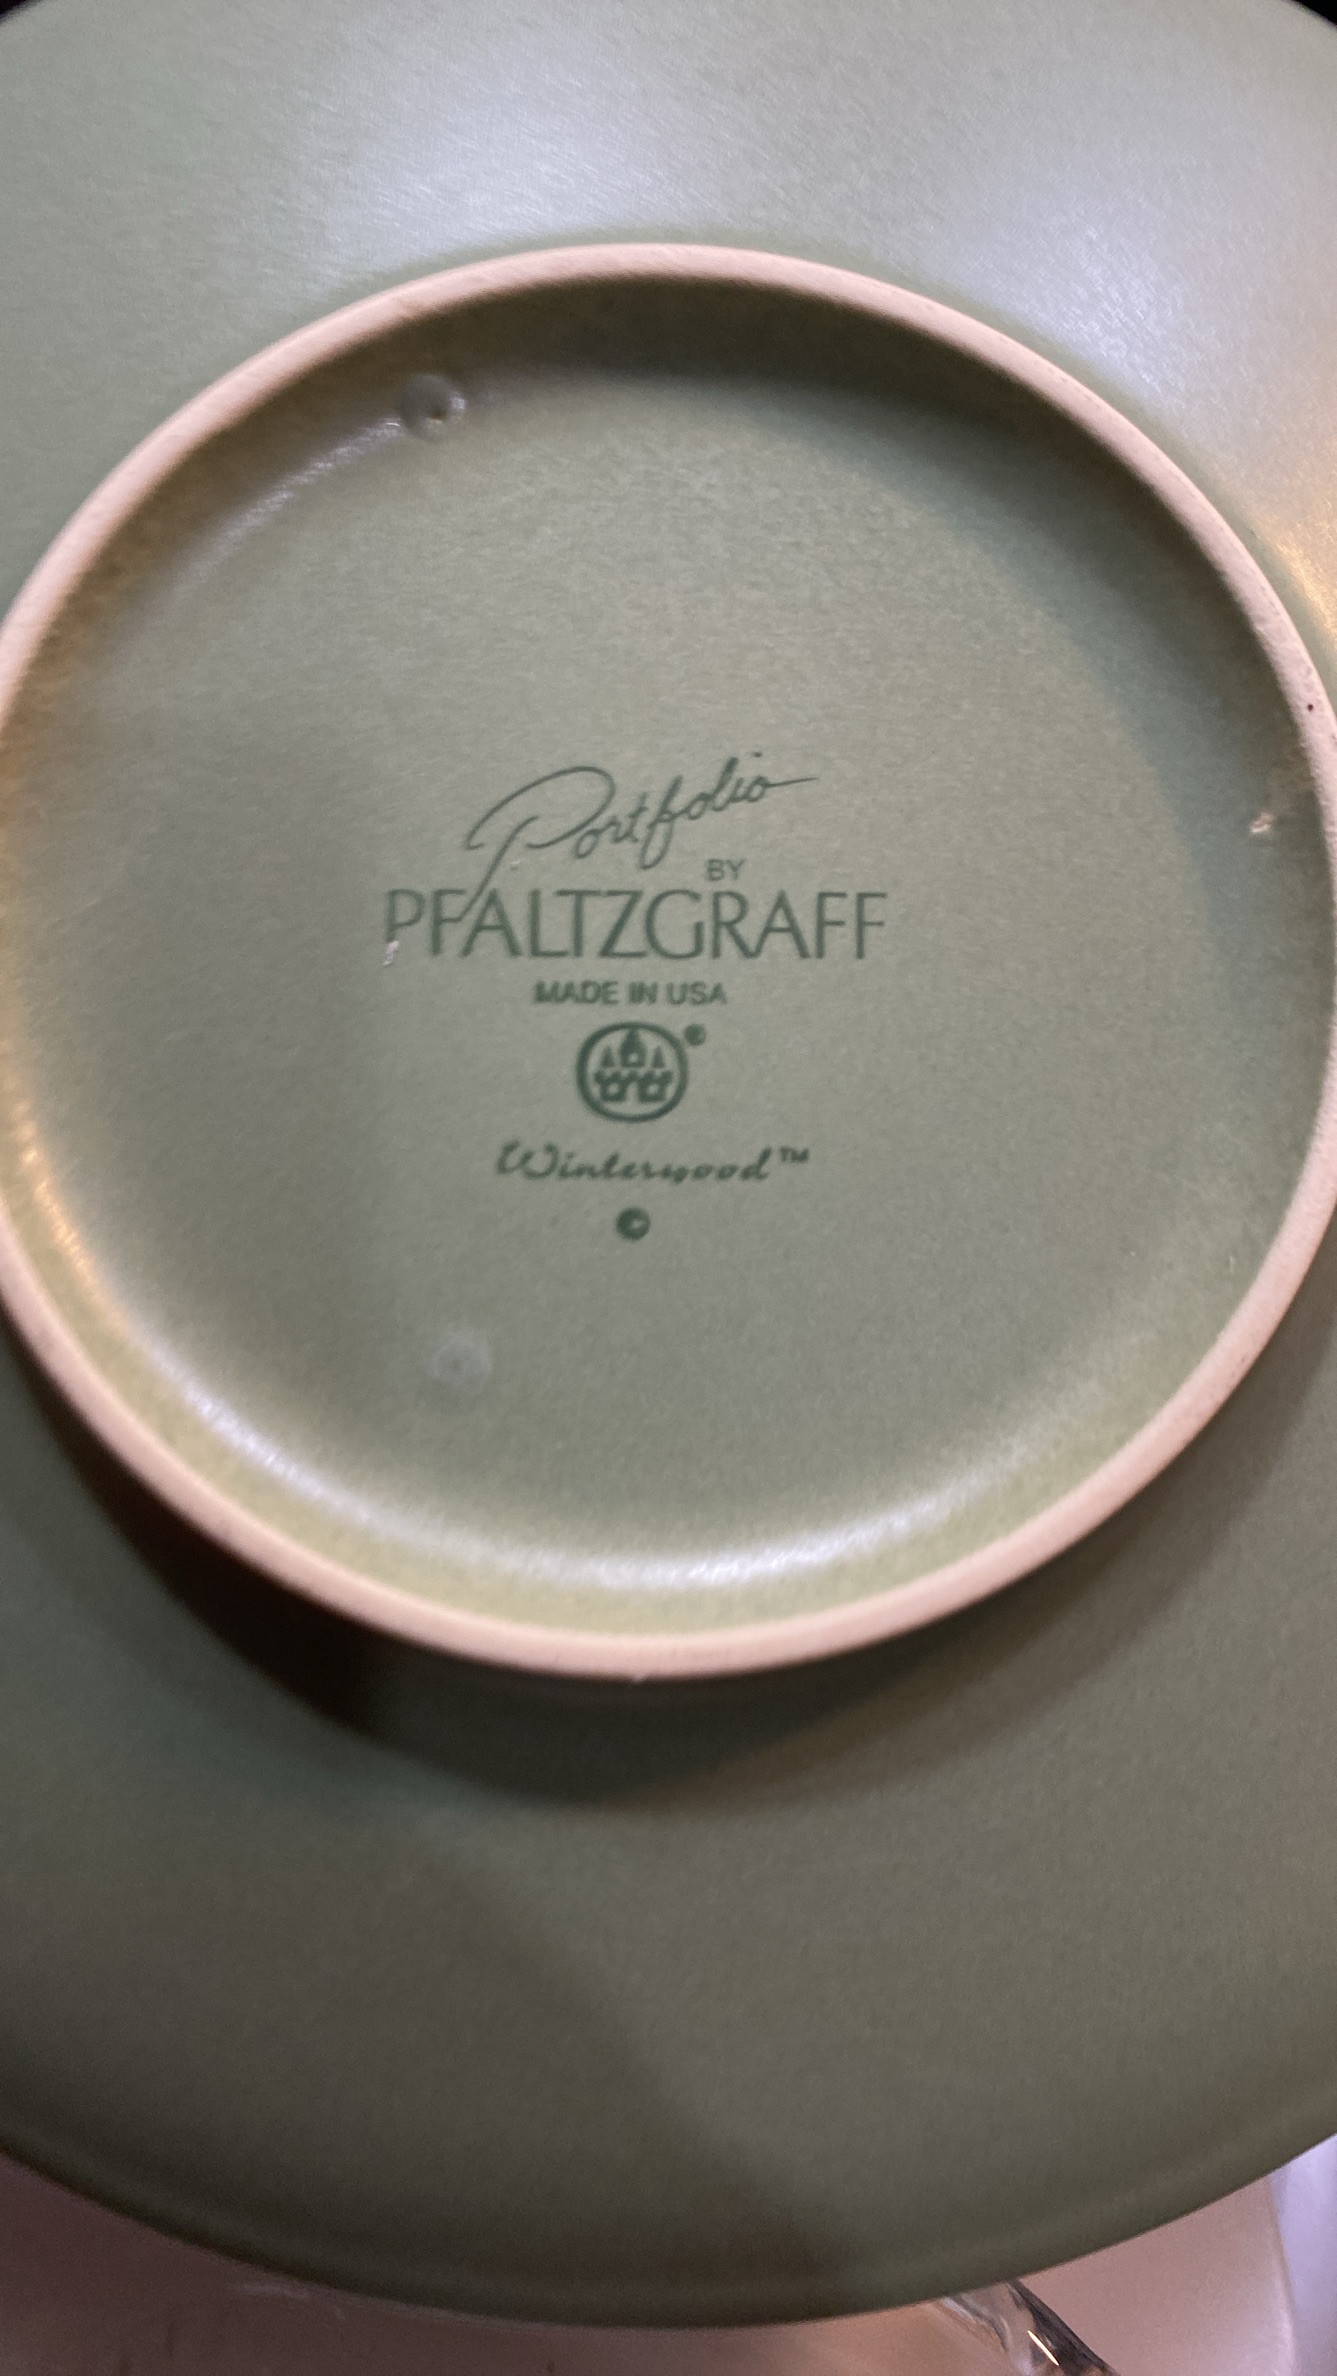 Portfolio
BY
PFALTZGRAFF
MADE IN USA
®
Winterwood™
©